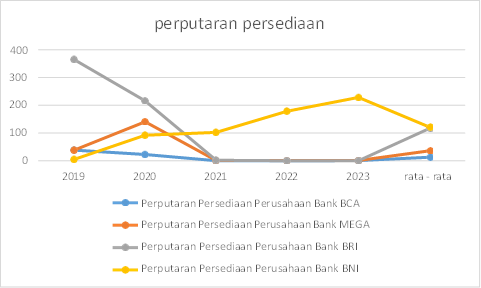 perputaran persediaan
400
300
200
100
0
2019 2020 2021 2022 2023 rata - rata
Perputaran Persediaan Perusahaan Bank BCA
Perputaran Persediaan Perusahaan Bank MEGA
Perputaran Persediaan Perusahaan Bank BRI
Perputaran Persediaan Perusahaan Bank BNI